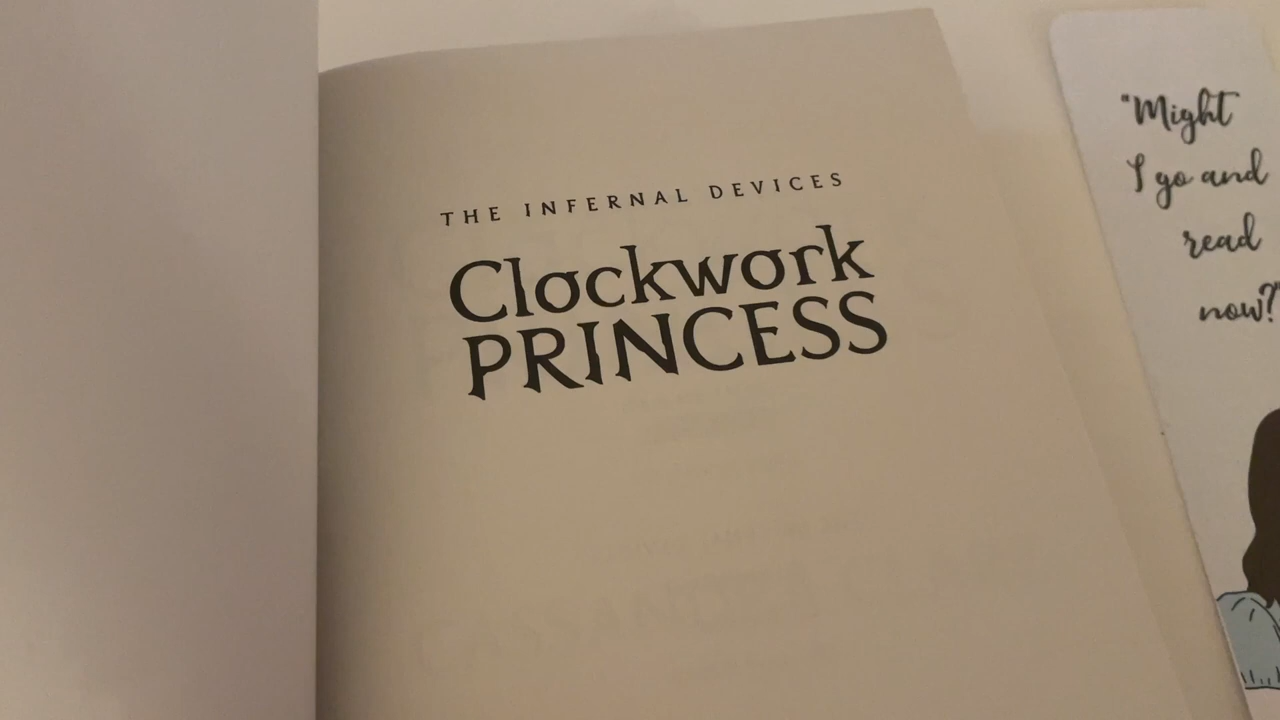 THE INFERNAL DEVICES
Clockwork
PRINCESS
"Might
I go and
read
now?"